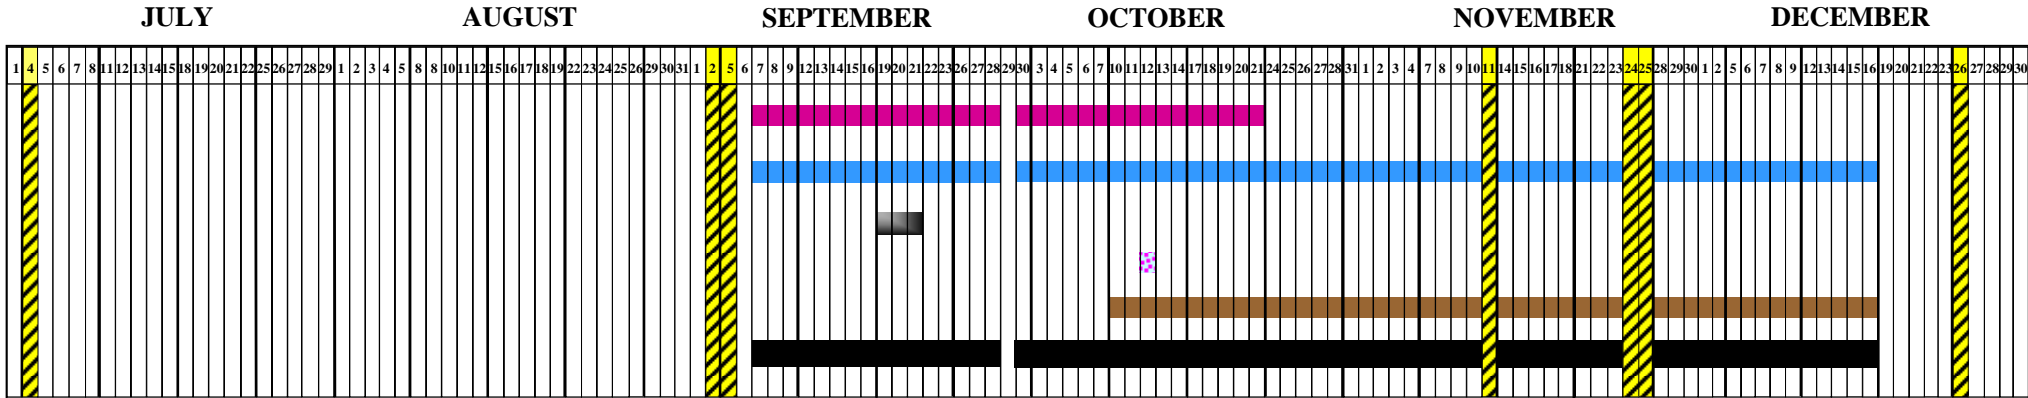 JULY AUGUST SEPTEMBER OCTOBER NOVEMBER DECEMBER
1 4 5 6 7 8 11 12 13 14 15 18 19 20 21 22 25 26 27 28 29 1 2 3 4 5 8 8 10 11 12 15 16 17 18 19 22 23 24 25 26 29 30 31 1 2 5 6 7 8 9 12 13 14 15 16 19 20 21 22 23 26 27 28 29 30 3 4 5 6 7 10 11 12 13 14 17 18 19 20 21 24 25 26 27 28 31 1 2 3 4 7 8 9 10 11 14 15 16 17 18 21 22 23 24 25 28 29 30 1 2 5 6 7 8 9 12 13 14 15 16 19 20 21 22 23 26 27 28 29 30